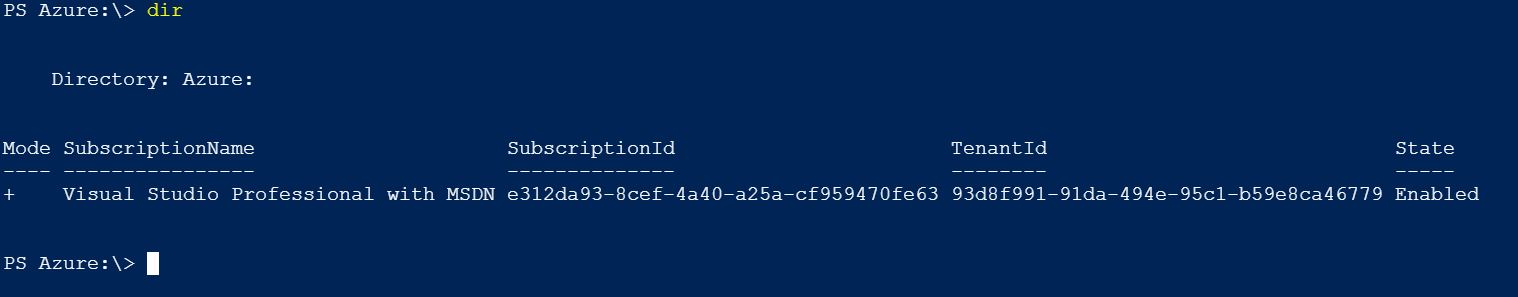 PS Azure:\> dir
Directory: Azure:
Mode SubscriptionName SubscriptionId TenantId State
---- ---------------- -------------- -------- -----
+ Visual Studio Professional with MSDN e312da93-8cef-4a40-a25a-cf959470fe63 93d8f991-91da-494e-95c1-b59e8ca46779 Enabled
PS Azure:\>